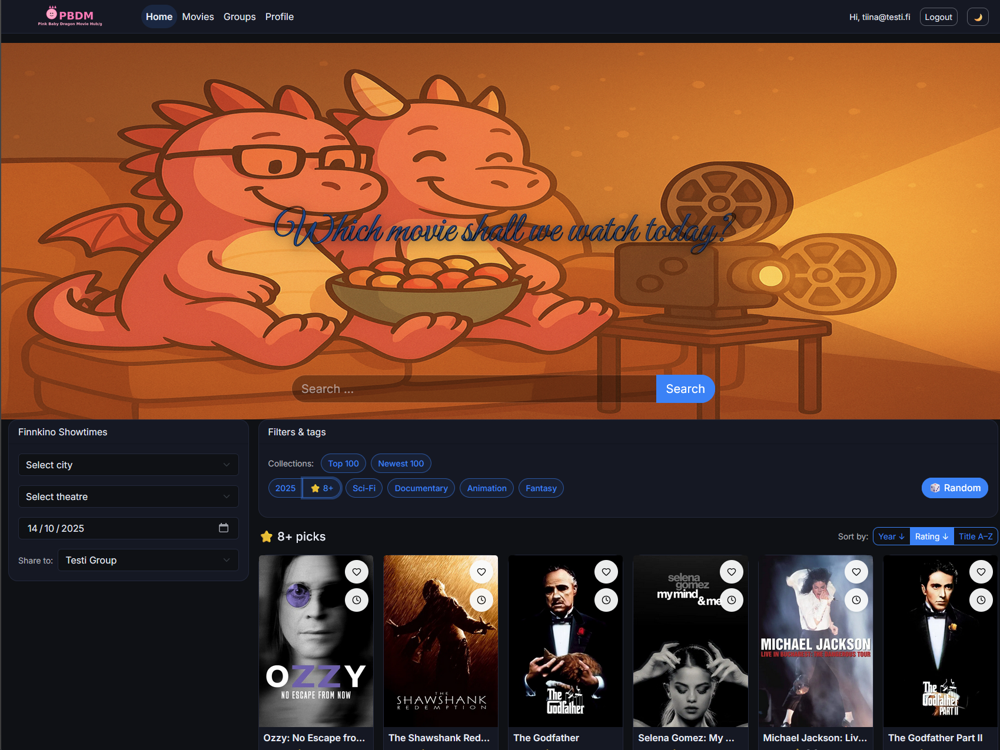 PBDM
Pink Baby Dragon Movie Hub/g
Home Movies Groups Profile
Hi, tiina@testi.fi
Logout
Which movie shall we watch today?
Search ...
Search
Finnkino Showtimes
Select city
Select theatre
14/10/2025
Share to: Testi Group
Filters & tags
Collections: Top 100 Newest 100
2025 8+ Sci-Fi Documentary Animation Fantasy
Random
8+ picks
Sort by: Year ↓ Rating ↓ Title A–Z
OZZY
NO ESCAPE FROM NOW
THE
SHAWSHANK
REDEMPTION
The
Godfather
selena
gomez
my mind
& me
MICHAEL JACKSON
LIVE IN BUCHAREST: THE DANGEROUS TOUR
The
Godfather
PART II
Ozzy: No Escape fro...
The Shawshank Red...
The Godfather
Selena Gomez: My ...
Michael Jackson: Liv...
The Godfather Part II